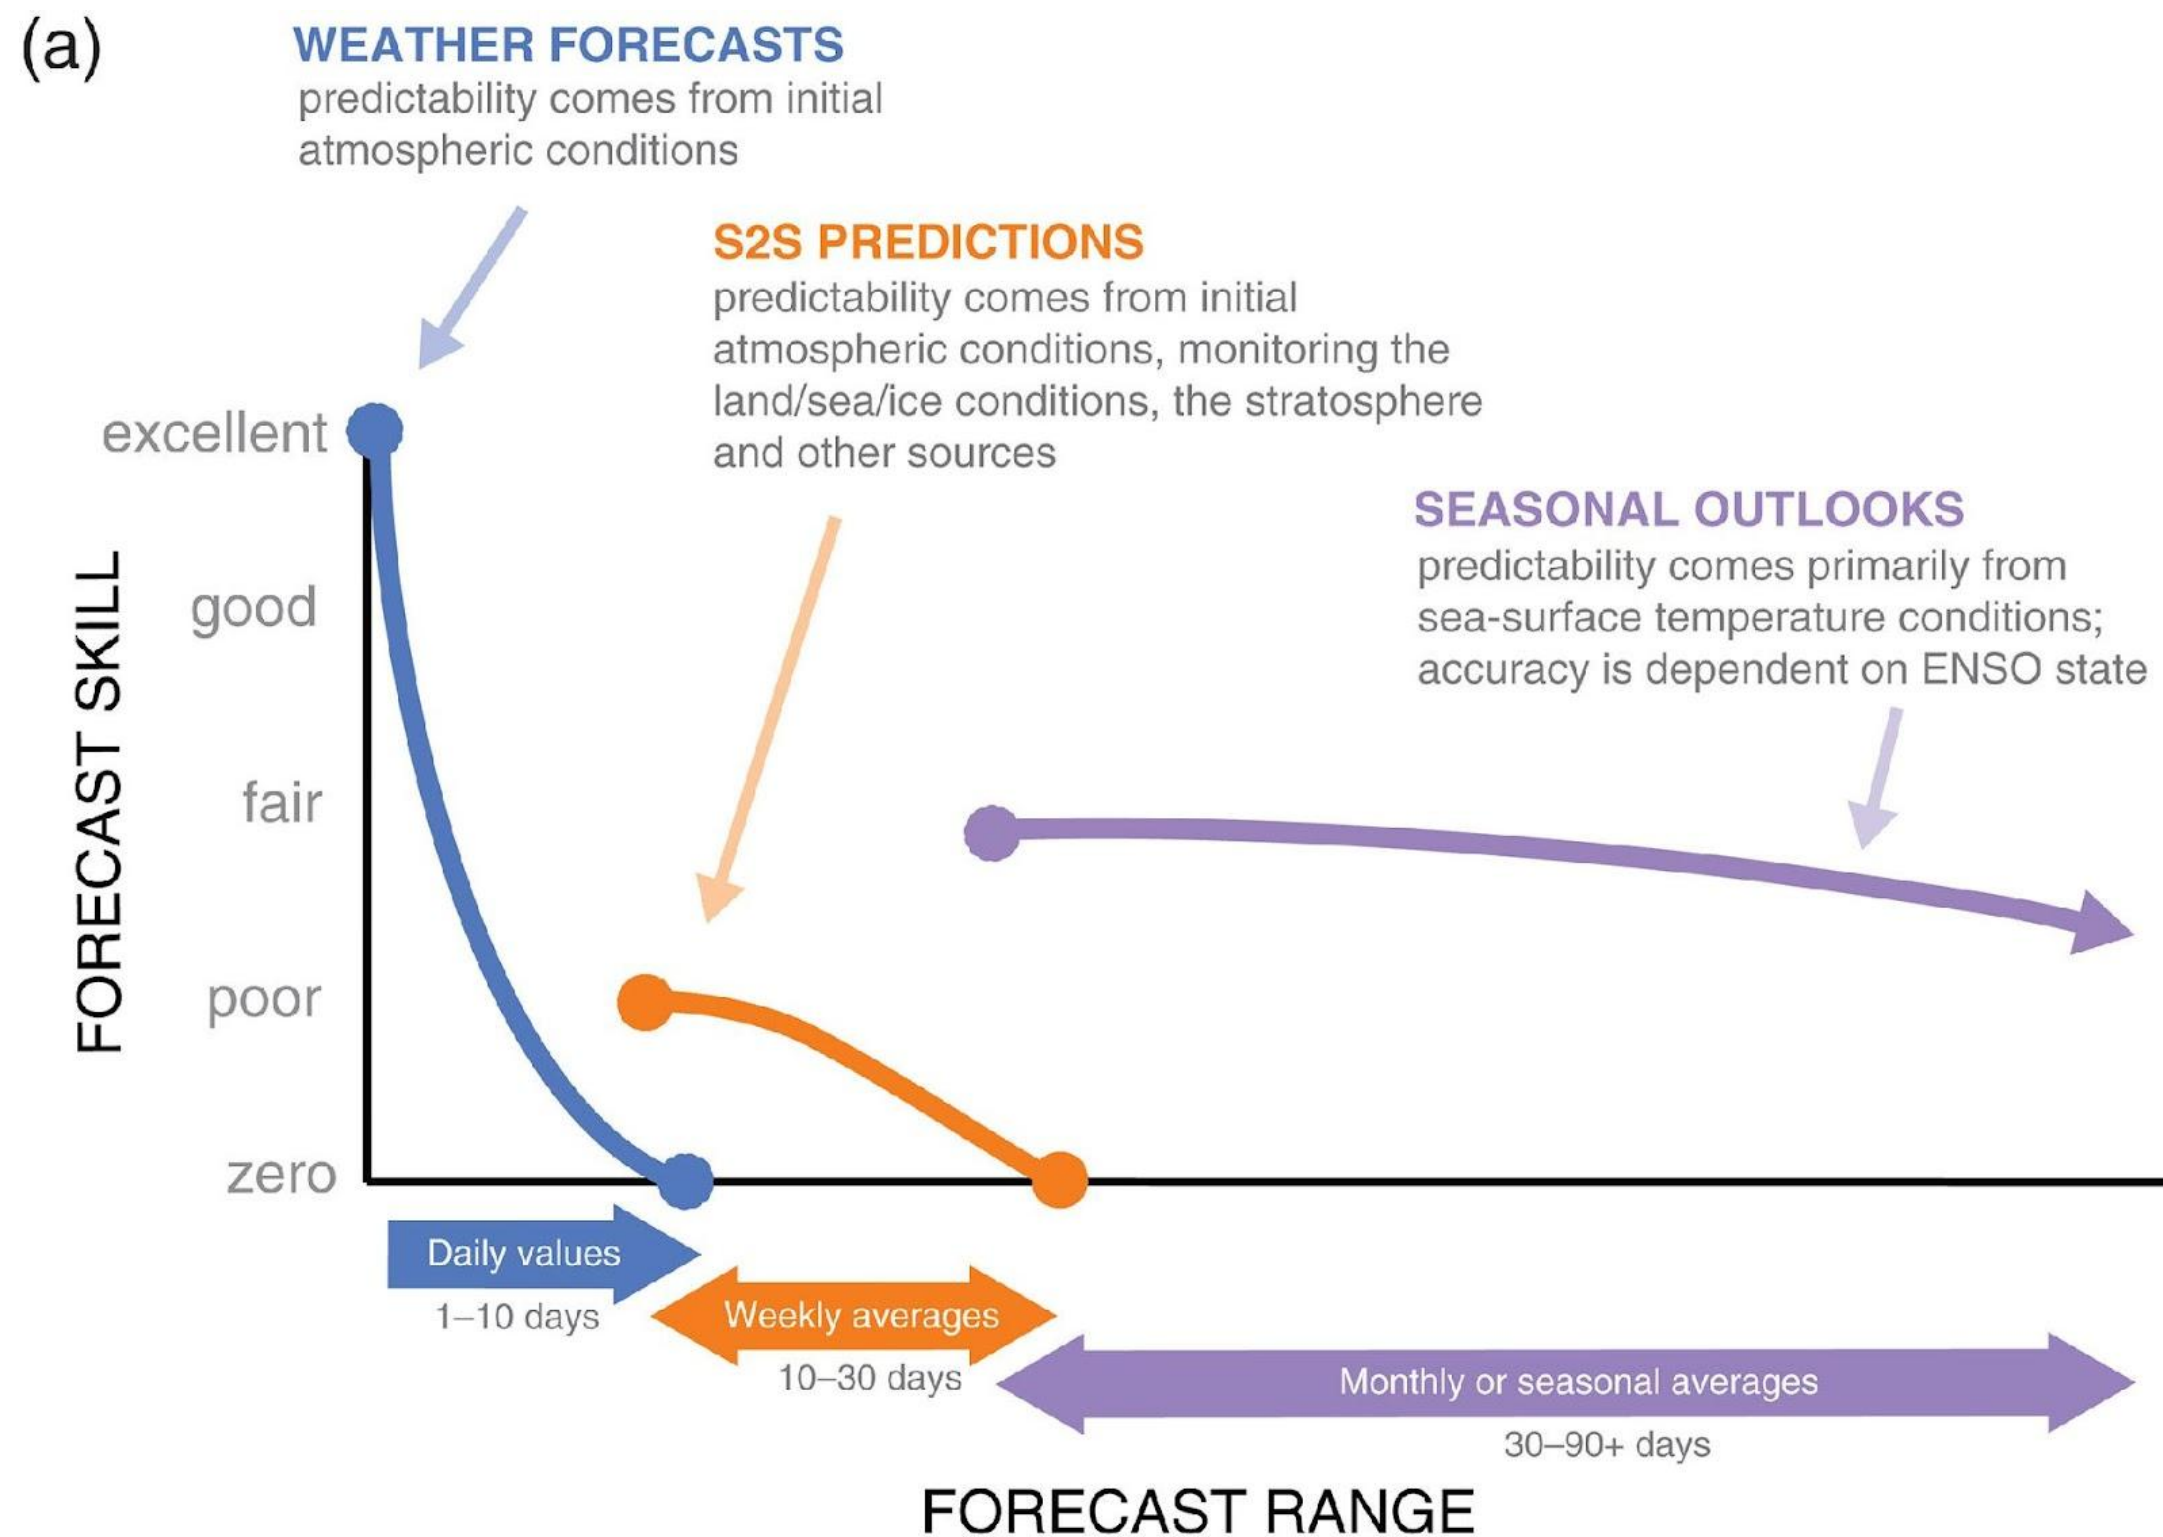 (a)
WEATHER FORECASTS
predictability comes from initial
atmospheric conditions
S2S PREDICTIONS
predictability comes from initial
atmospheric conditions, monitoring the
land/sea/ice conditions, the stratosphere
and other sources
SEASONAL OUTLOOKS
predictability comes primarily from
sea-surface temperature conditions;
accuracy is dependent on ENSO state
FORECAST SKILL
excellent
good
fair
poor
zero
Daily values
1–10 days
Weekly averages
10–30 days
Monthly or seasonal averages
30–90+ days
FORECAST RANGE